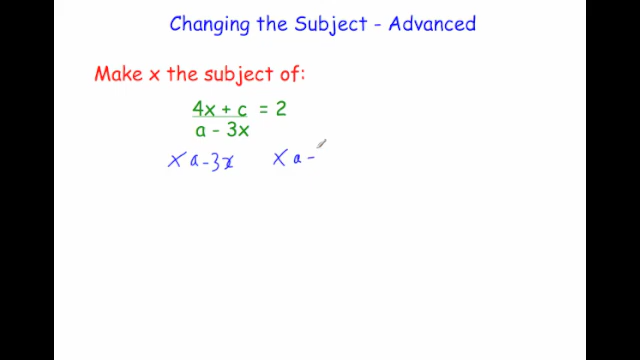 Changing the Subject - Advanced
Make x the subject of:
4x + c = 2
a - 3x
× a - 3x × a -